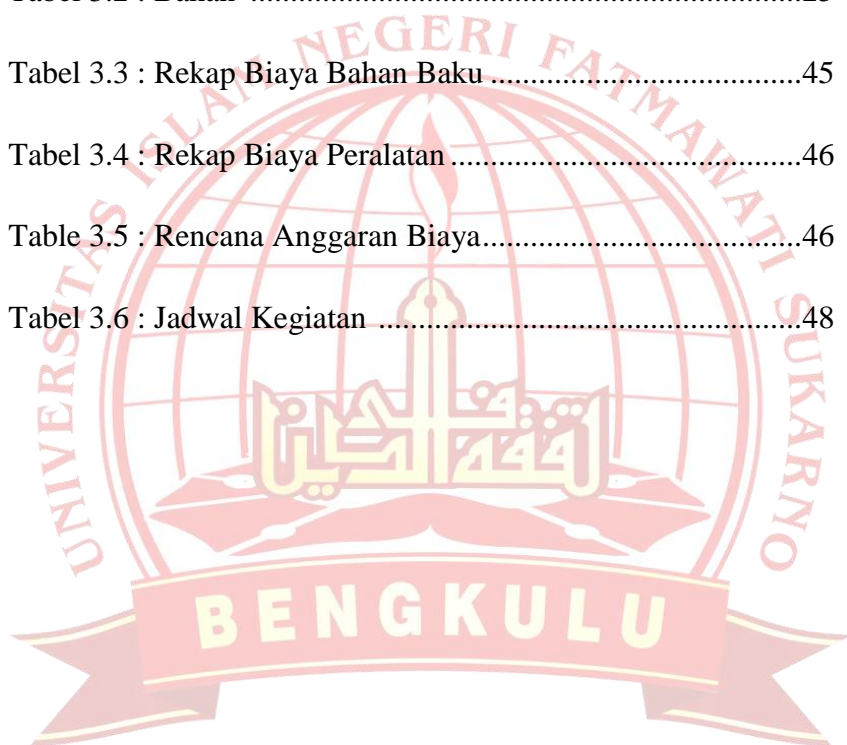 Tabel 3.3 : Rekap Biaya Bahan Baku ......................................45
Tabel 3.4 : Rekap Biaya Peralatan ...........................................46
Table 3.5 : Rencana Anggaran Biaya.......................................46
Tabel 3.6 : Jadwal Kegiatan ...................................................48
UNIVERSITAS ISLAM NEGERI FATMAWATI SUKARNO
BENGKULU